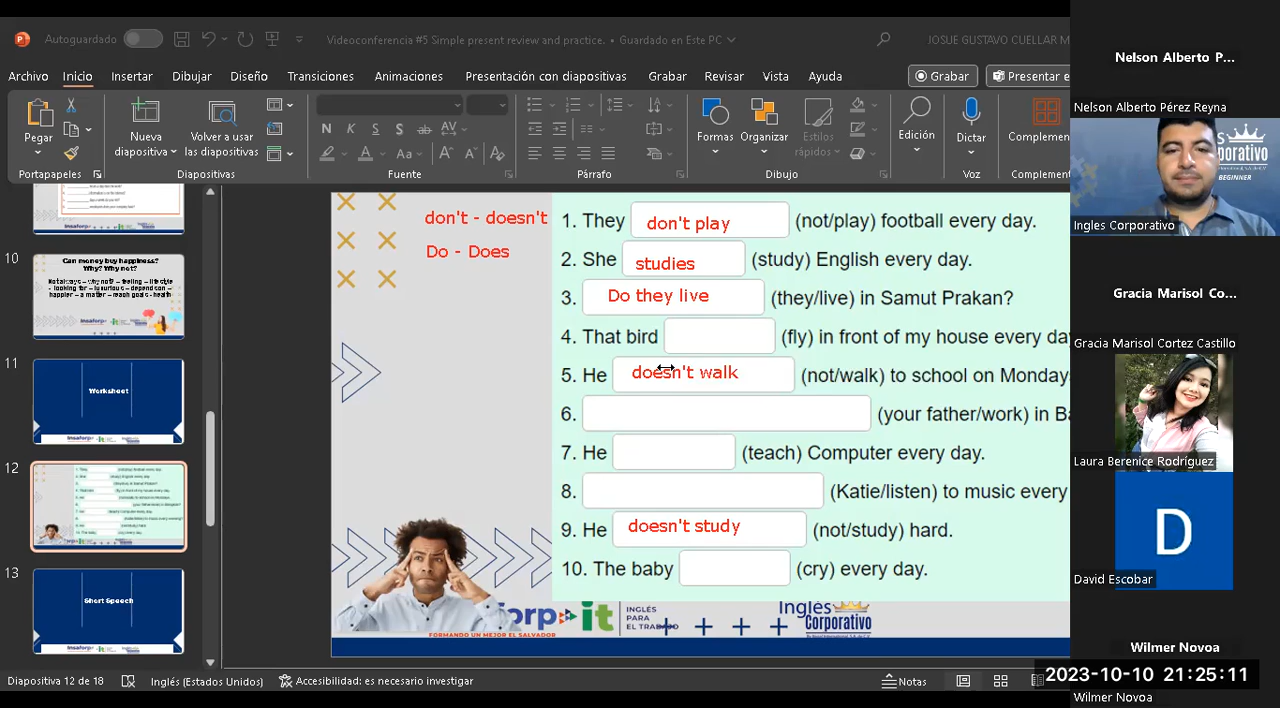 Autoguardado
Videoconferencia #5 Simple present review and practice. • Guardado en Este PC
JOSUE GUSTAVO CUELLAR M
Archivo Inicio Insertar Dibujar Diseño Transiciones Animaciones Presentación con diapositivas Grabar Revisar Vista Ayuda
Grabar
Presentar e
Pegar
Nueva diapositiva
Volver a usar las diapositivas
N K S S ab AV
A Aa A A A
Formas
Organizar
Estilos rápidos
Edición
Dictar
Complemen
Portapapeles
Diapositivas
Fuente
Párrafo
Dibujo
Voz
Complement
10
Can money buy happiness?
Why? Why not?
11
Worksheet
12
13
Short Speech
don't - doesn't
Do - Does
1. They don't play (not/play) football every day.
2. She studies (study) English every day.
3. Do they live (they/live) in Samut Prakan?
4. That bird (fly) in front of my house every day
5. He doesn't walk (not/walk) to school on Monday
6. (your father/work) in Ba
7. He (teach) Computer every day.
8. (Katie/listen) to music every
9. He doesn't study (not/study) hard.
10. The baby (cry) every day.
forp it
INGLÉS
PARA
EL TRABAJO
FORMANDO UN MEJOR EL SALVADOR
Ingles
Corporativo
Diapositiva 12 de 18
Inglés (Estados Unidos)
Accesibilidad: es necesario investigar
Notas
Nelson Alberto P...
Nelson Alberto Pérez Reyna
s
orporativo
BEGINNER
Ingles Corporativo
Gracia Marisol Co...
Gracia Marisol Cortez Castillo
Laura Berenice Rodríguez
D
David Escobar
Wilmer Novoa
2023-10-10 21:25:11
Wilmer Novoa